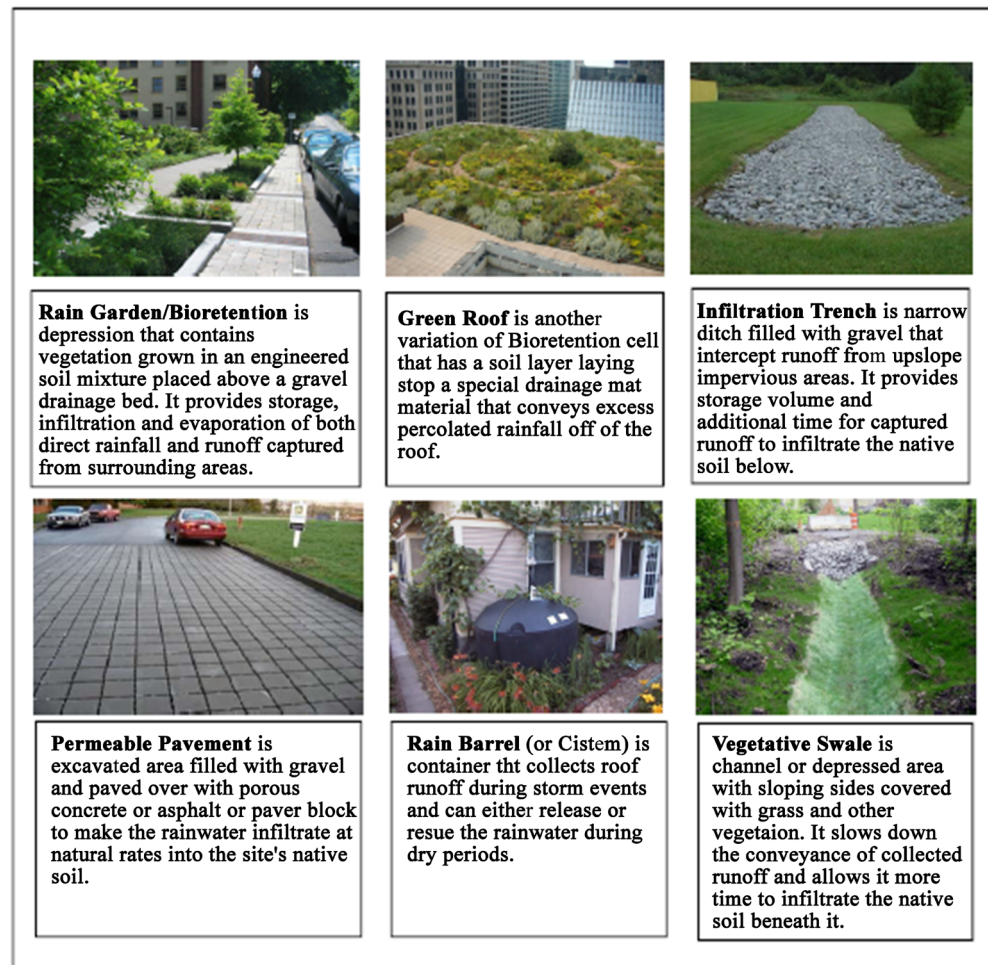 Rain Garden/Bioretention is
depression that contains
vegetation grown in an engineered
soil mixture placed above a gravel
drainage bed. It provides storage,
infiltration and evaporation of both
direct rainfall and runoff captured
from surrounding areas.
Green Roof is another
variation of Bioretention cell
that has a soil layer laying
stop a special drainage mat
material that conveys excess
percolated rainfall off of the
roof.
Infiltration Trench is narrow
ditch filled with gravel that
intercept runoff from upslope
impervious areas. It provides
storage volume and
additional time for captured
runoff to infiltrate the native
soil below.
Permeable Pavement is
excavated area filled with gravel
and paved over with porous
concrete or asphalt or paver block
to make the rainwater infiltrate at
natural rates into the site's native
soil.
Rain Barrel (or Cistem) is
container tht collects roof
runoff during storm events
and can either release or
resue the rainwater during
dry periods.
Vegetative Swale is
channel or depressed area
with sloping sides covered
with grass and other
vegetaion. It slows down
the conveyance of collected
runoff and allows it more
time to infiltrate the native
soil beneath it.